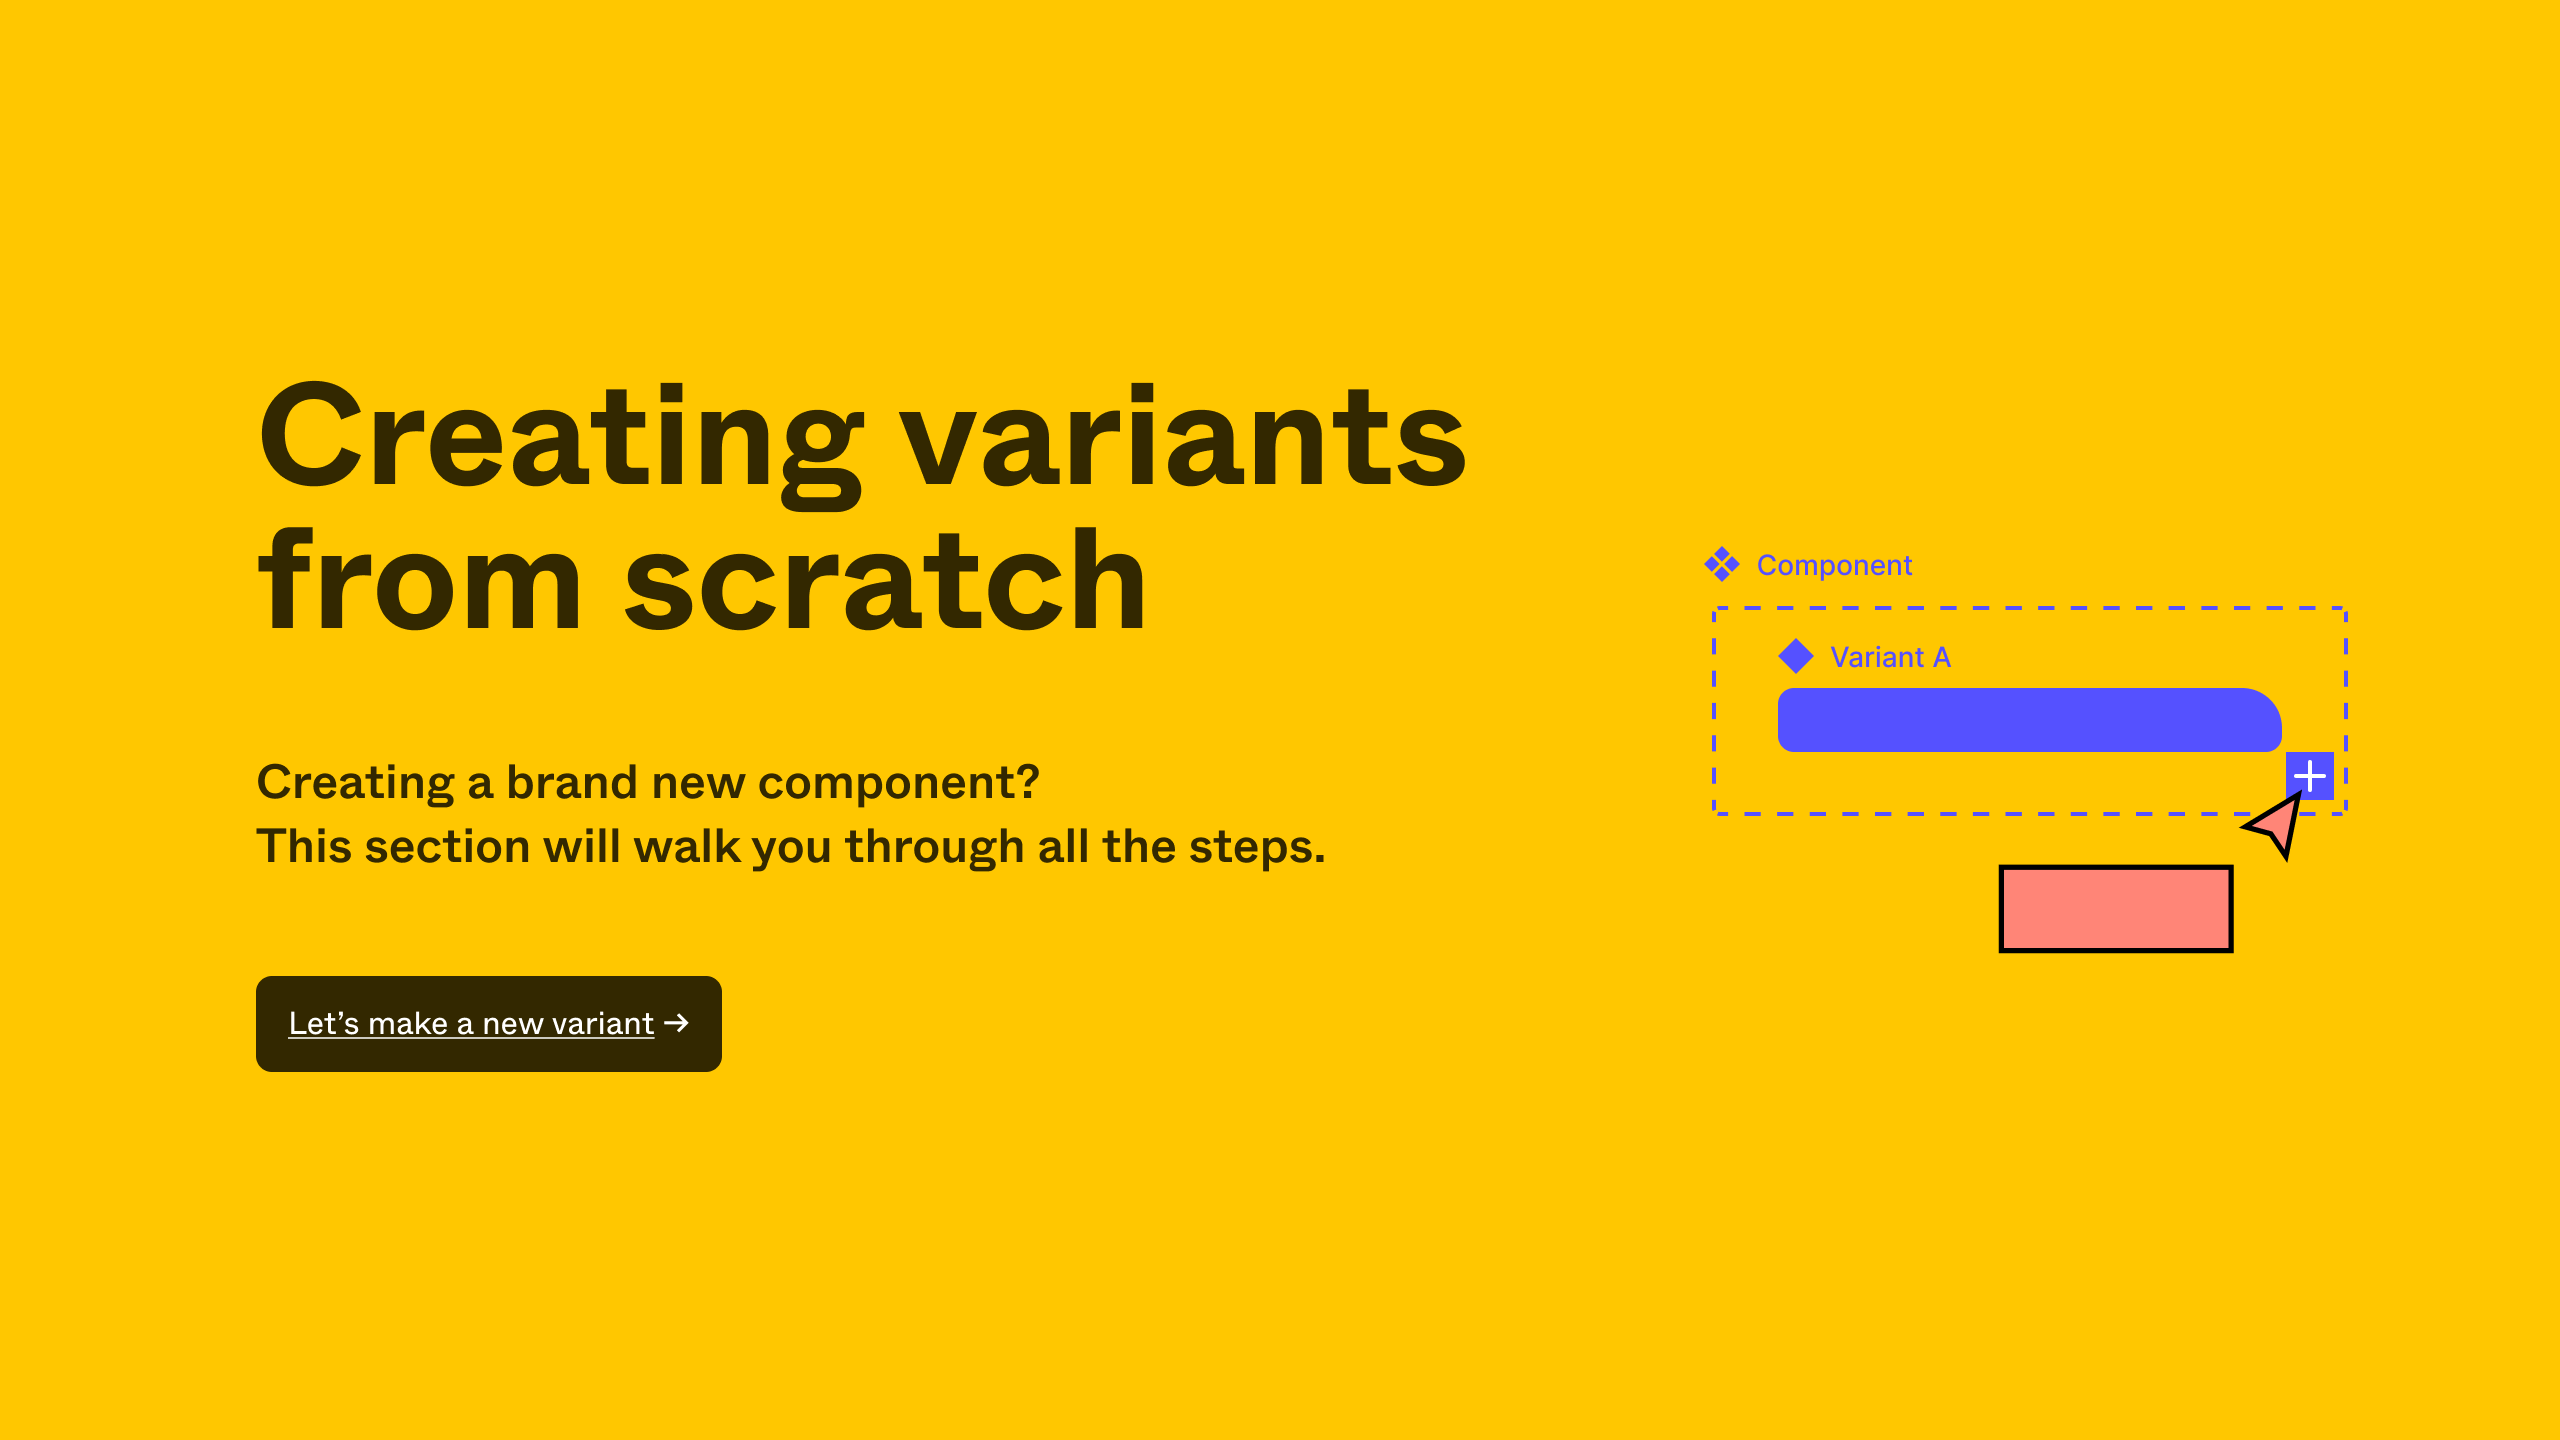 Creating variants
from scratch
Creating a brand new component?
This section will walk you through all the steps.
Let’s make a new variant →
Component
Variant A